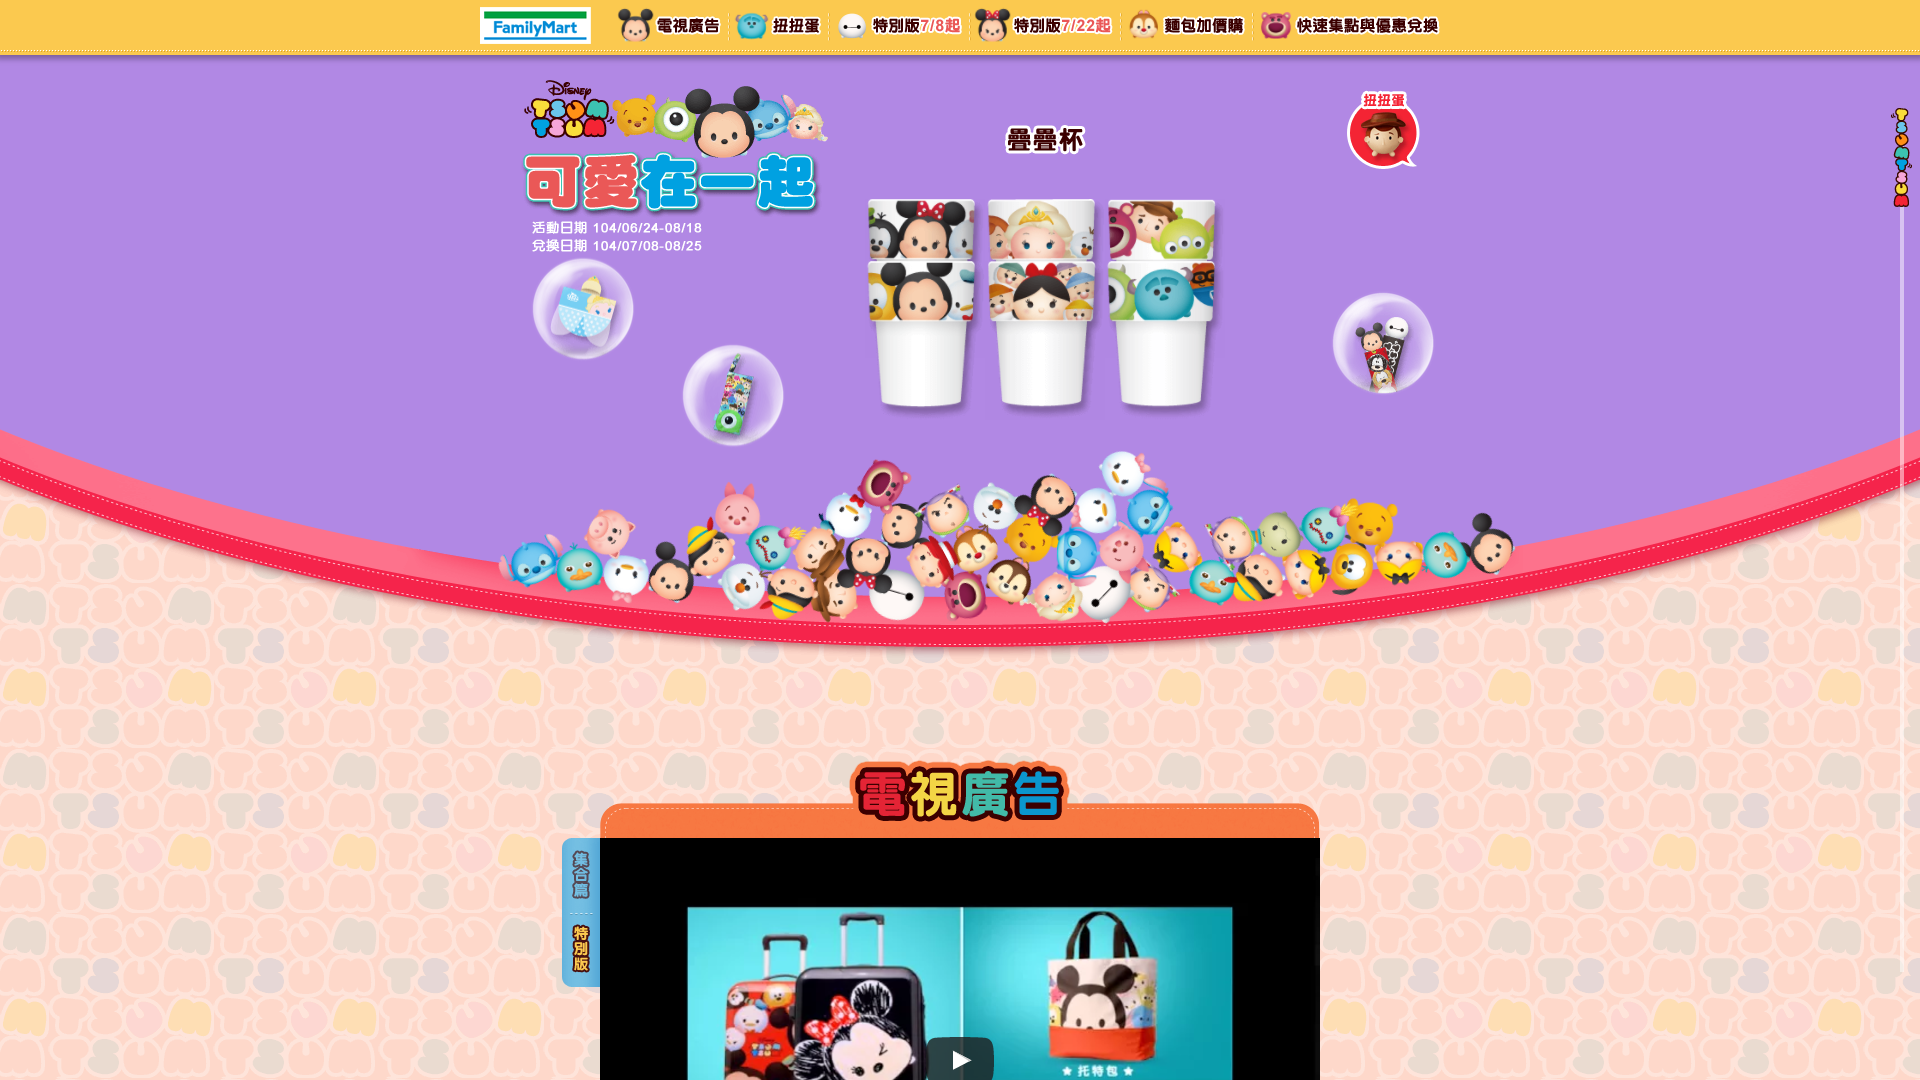 FamilyMart
電視廣告
扭扭蛋
特別版7/8起
特別版7/22起
麵包加價購
快速集點與優惠兌換
Disney
TSUM
TSUM
可愛在一起
活動日期 104/06/24-08/18
兌換日期 104/07/08-08/25
疊疊杯
扭扭蛋
TSUMTSUM
電視廣告
集合篇
特別版
Disney
TSUM
TSUM
★ 托特包 ★